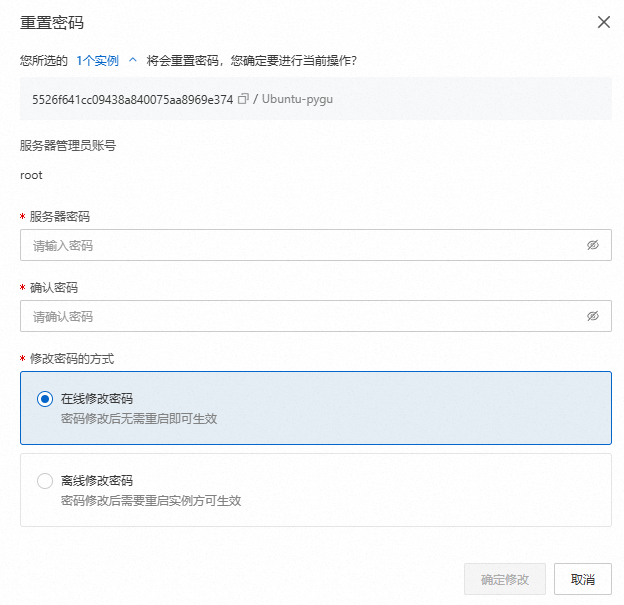 重置密码
您所选的 1个实例 将会重置密码，您确定要进行当前操作？
5526f641cc09438a840075aa8969e374 / Ubuntu-pygu
服务器管理员账号
root
* 服务器密码
请输入密码
* 确认密码
请确认密码
* 修改密码的方式
在线修改密码
密码修改后无需重启即可生效
离线修改密码
密码修改后需要重启实例方可生效
确定修改 取消